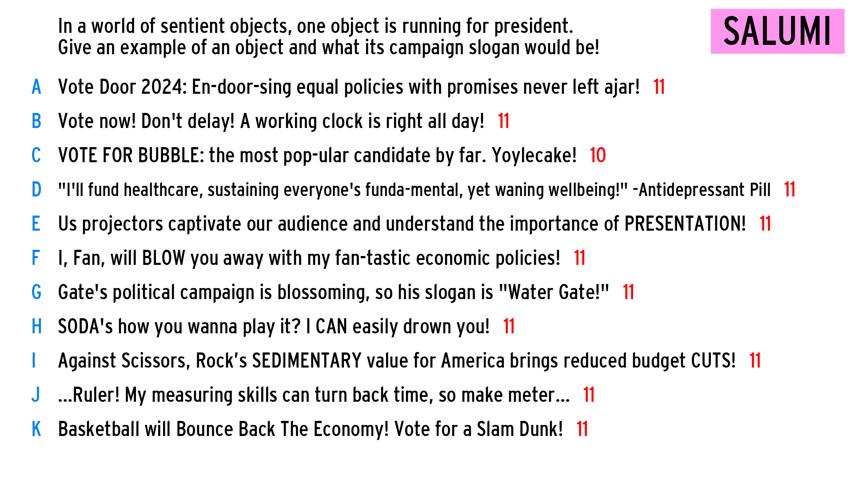 In a world of sentient objects, one object is running for president.
Give an example of an object and what its campaign slogan would be!
SALUMI
A Vote Door 2024: En-door-sing equal policies with promises never left ajar! 11
B Vote now! Don't delay! A working clock is right all day! 11
C VOTE FOR BUBBLE: the most pop-ular candidate by far. Yoylecake! 10
D "I'll fund healthcare, sustaining everyone's funda-mental, yet waning wellbeing!" -Antidepressant Pill 11
E Us projectors captivate our audience and understand the importance of PRESENTATION! 11
F I, Fan, will BLOW you away with my fan-tastic economic policies! 11
G Gate's political campaign is blossoming, so his slogan is "Water Gate!" 11
H SODA's how you wanna play it? I CAN easily drown you! 11
I Against Scissors, Rock’s SEDIMENTARY value for America brings reduced budget CUTS! 11
J ...Ruler! My measuring skills can turn back time, so make meter... 11
K Basketball will Bounce Back The Economy! Vote for a Slam Dunk! 11